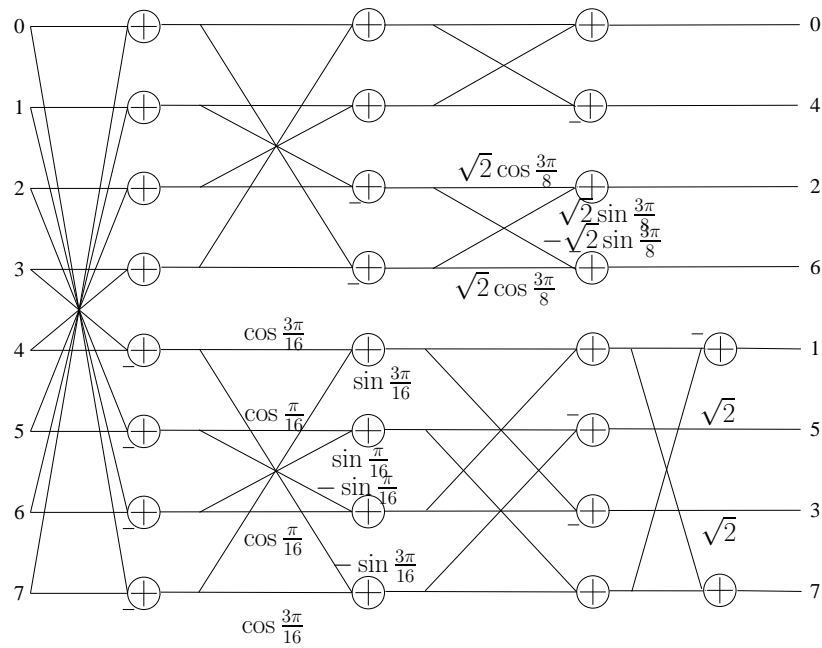 0 0
1 4
− −
√2 cos 3π/8
2 2
√2 sin 3π/8
−√2 sin 3π/8
3 6
− −
√2 cos 3π/8
cos 3π/16
−
4 1
−
sin 3π/16
cos π/16
−
√2
5 5
−
sin π/16
− sin π/16
6 3
− −
√2
cos π/16
− sin 3π/16
7 7
−
cos 3π/16